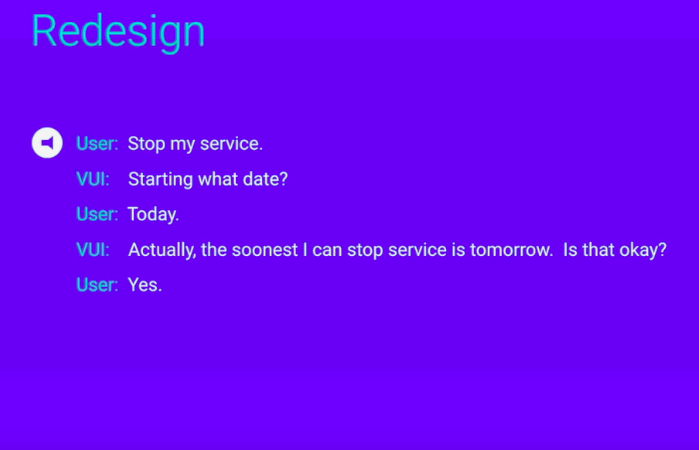 Redesign
User: Stop my service.
VUI: Starting what date?
User: Today.
VUI: Actually, the soonest I can stop service is tomorrow. Is that okay?
User: Yes.